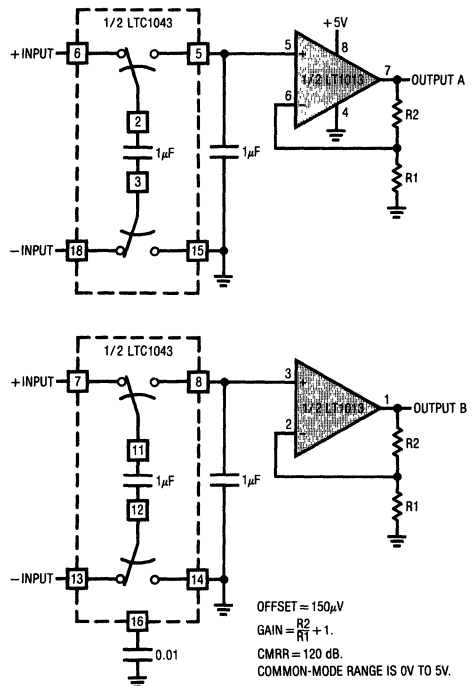 1/2 LTC1043
+5V
+INPUT
6
5
5
8
7
OUTPUT A
+
1/2 LT1013
6
−
4
R2
2
1μF
1μF
3
R1
−INPUT
18
15
1/2 LTC1043
+INPUT
7
8
3
1
OUTPUT B
+
1/2 LT1013
2
−
R2
11
1μF
1μF
12
R1
−INPUT
13
14
16
0.01
OFFSET = 150μV
GAIN = R2/R1 + 1.
CMRR = 120 dB.
COMMON-MODE RANGE IS 0V TO 5V.